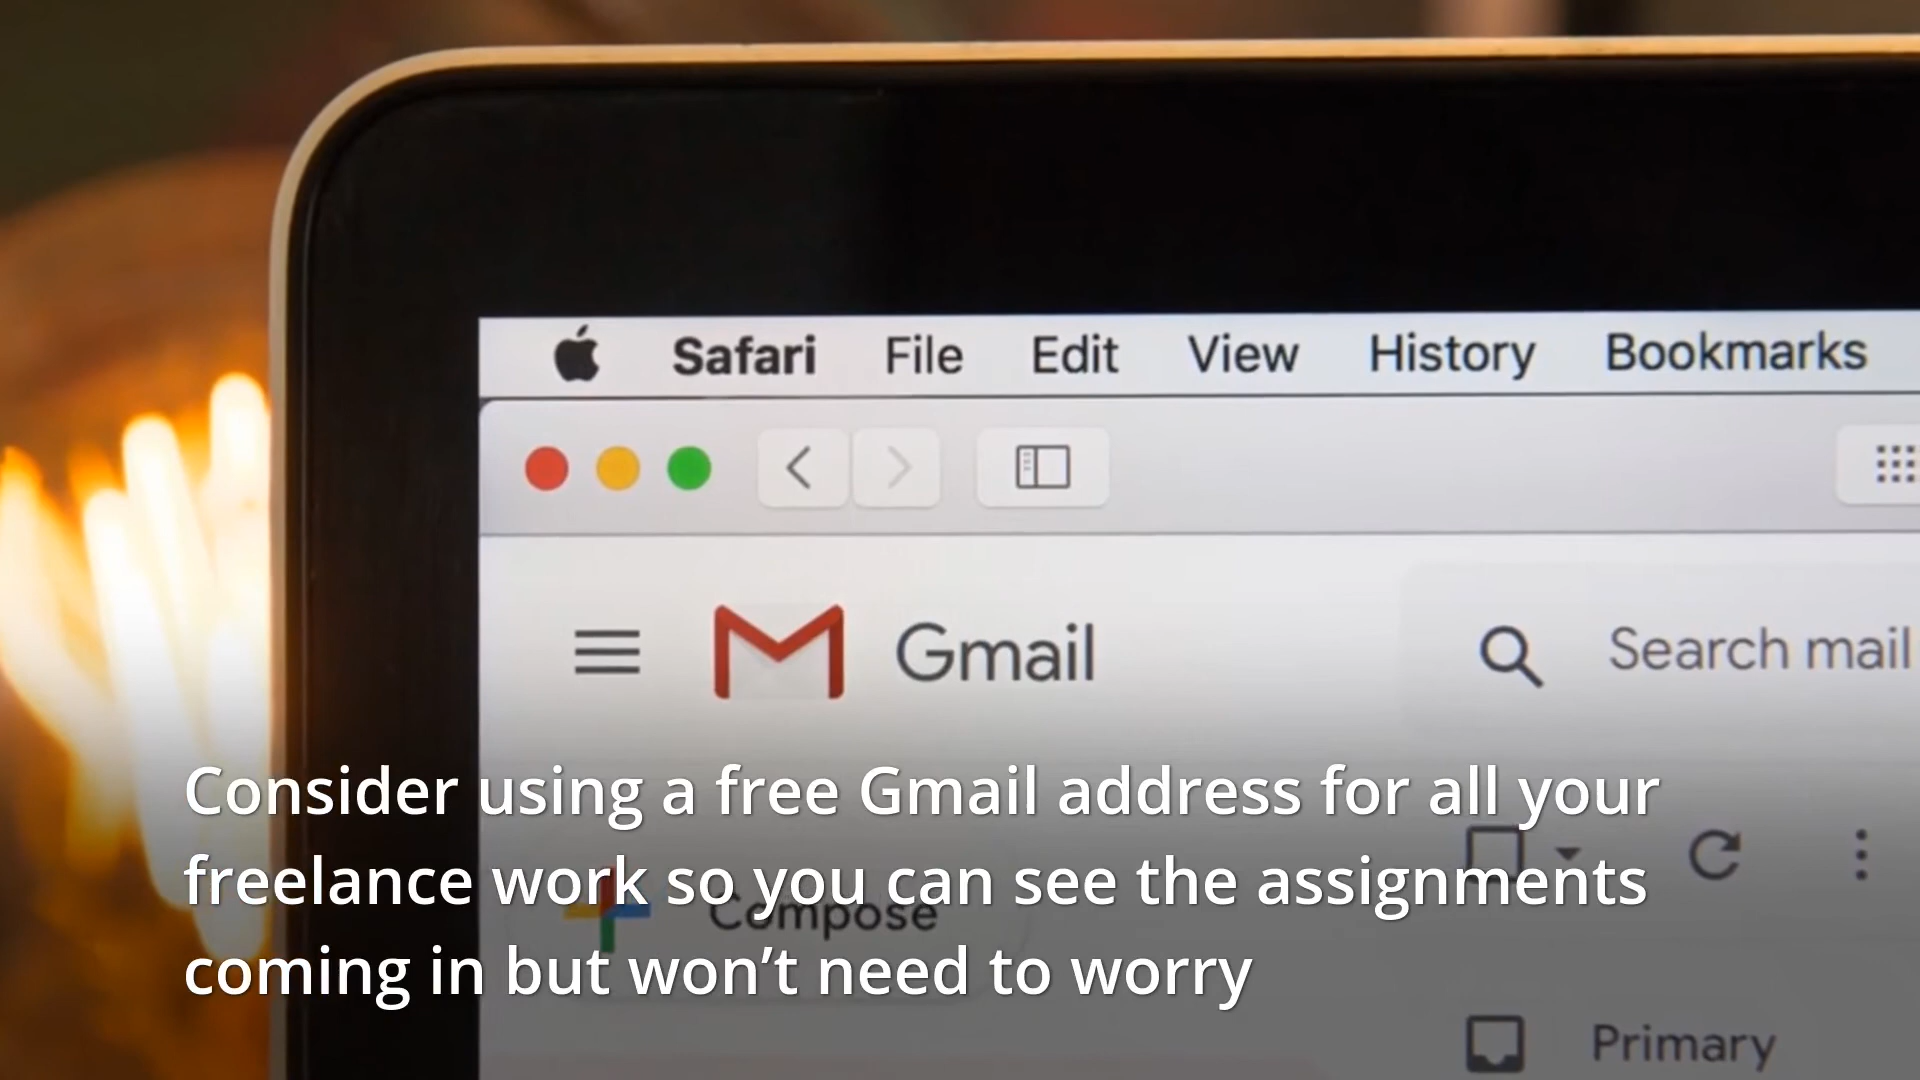 Safari File Edit View History Bookmarks
Gmail Search mail
Consider using a free Gmail address for all your
freelance work so you can see the assignments
Compose
coming in but won’t need to worry
Primary